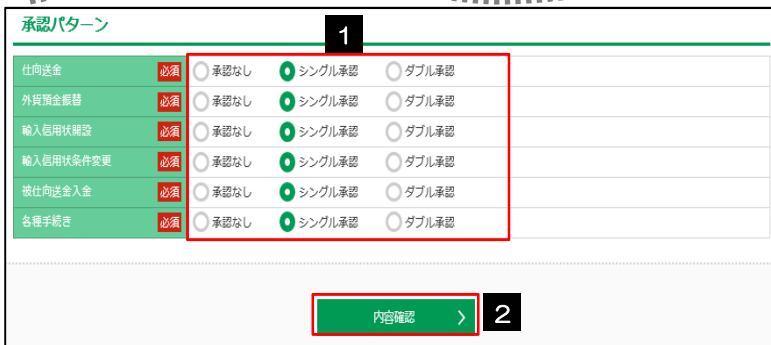 承認パターン
1
仕向送金 必須 承認なし シングル承認 ダブル承認
外貨預金振替 必須 承認なし シングル承認 ダブル承認
輸入信用状開設 必須 承認なし シングル承認 ダブル承認
輸入信用状条件変更 必須 承認なし シングル承認 ダブル承認
被仕向送金入金 必須 承認なし シングル承認 ダブル承認
各種手続き 必須 承認なし シングル承認 ダブル承認
内容確認 2